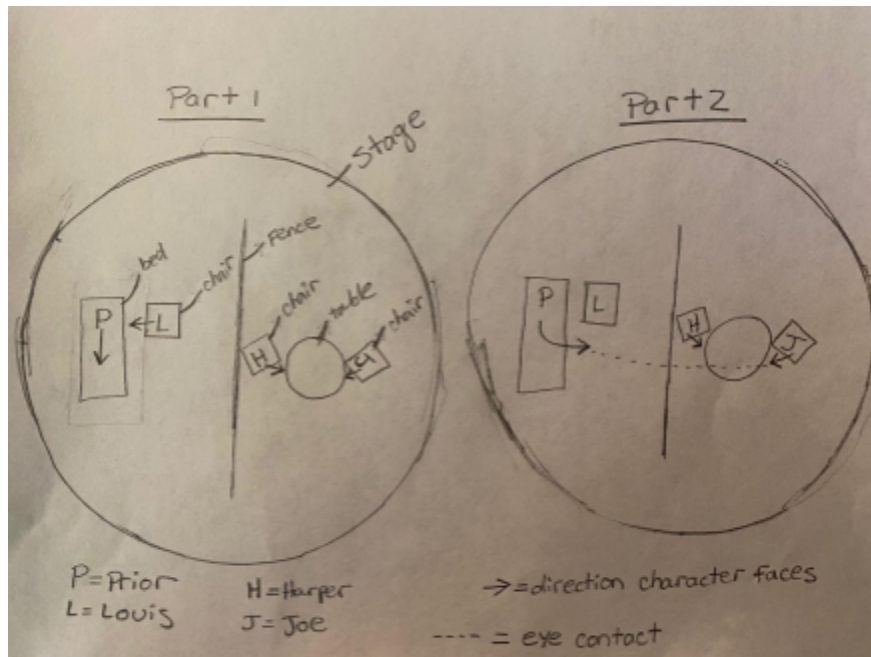 Part 1
Part 2
Stage
Fence
bed
chair
chair
table
chair
P
L
H
J
P
L
H
J
P=Prior
L=Louis
H=Harper
J=Joe
→=direction character faces
---- = eye contact